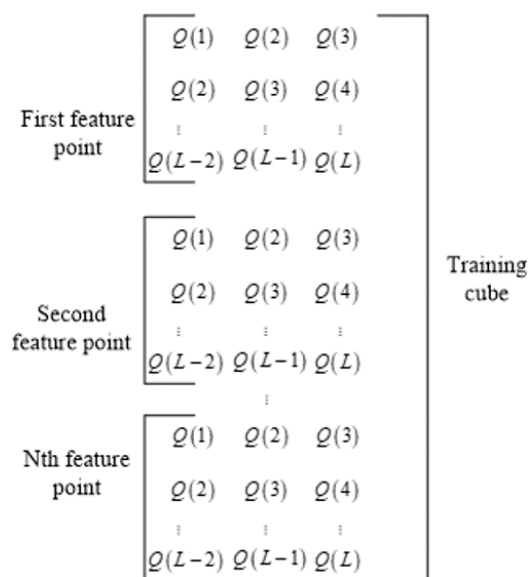 Q(1) Q(2) Q(3)
Q(2) Q(3) Q(4)
⋮ ⋮ ⋮
Q(L−2) Q(L−1) Q(L)
First feature
point
Q(1) Q(2) Q(3)
Q(2) Q(3) Q(4)
⋮ ⋮ ⋮
Q(L−2) Q(L−1) Q(L)
Second
feature point
⋮
Q(1) Q(2) Q(3)
Q(2) Q(3) Q(4)
⋮ ⋮ ⋮
Q(L−2) Q(L−1) Q(L)
Nth feature
point
Training
cube